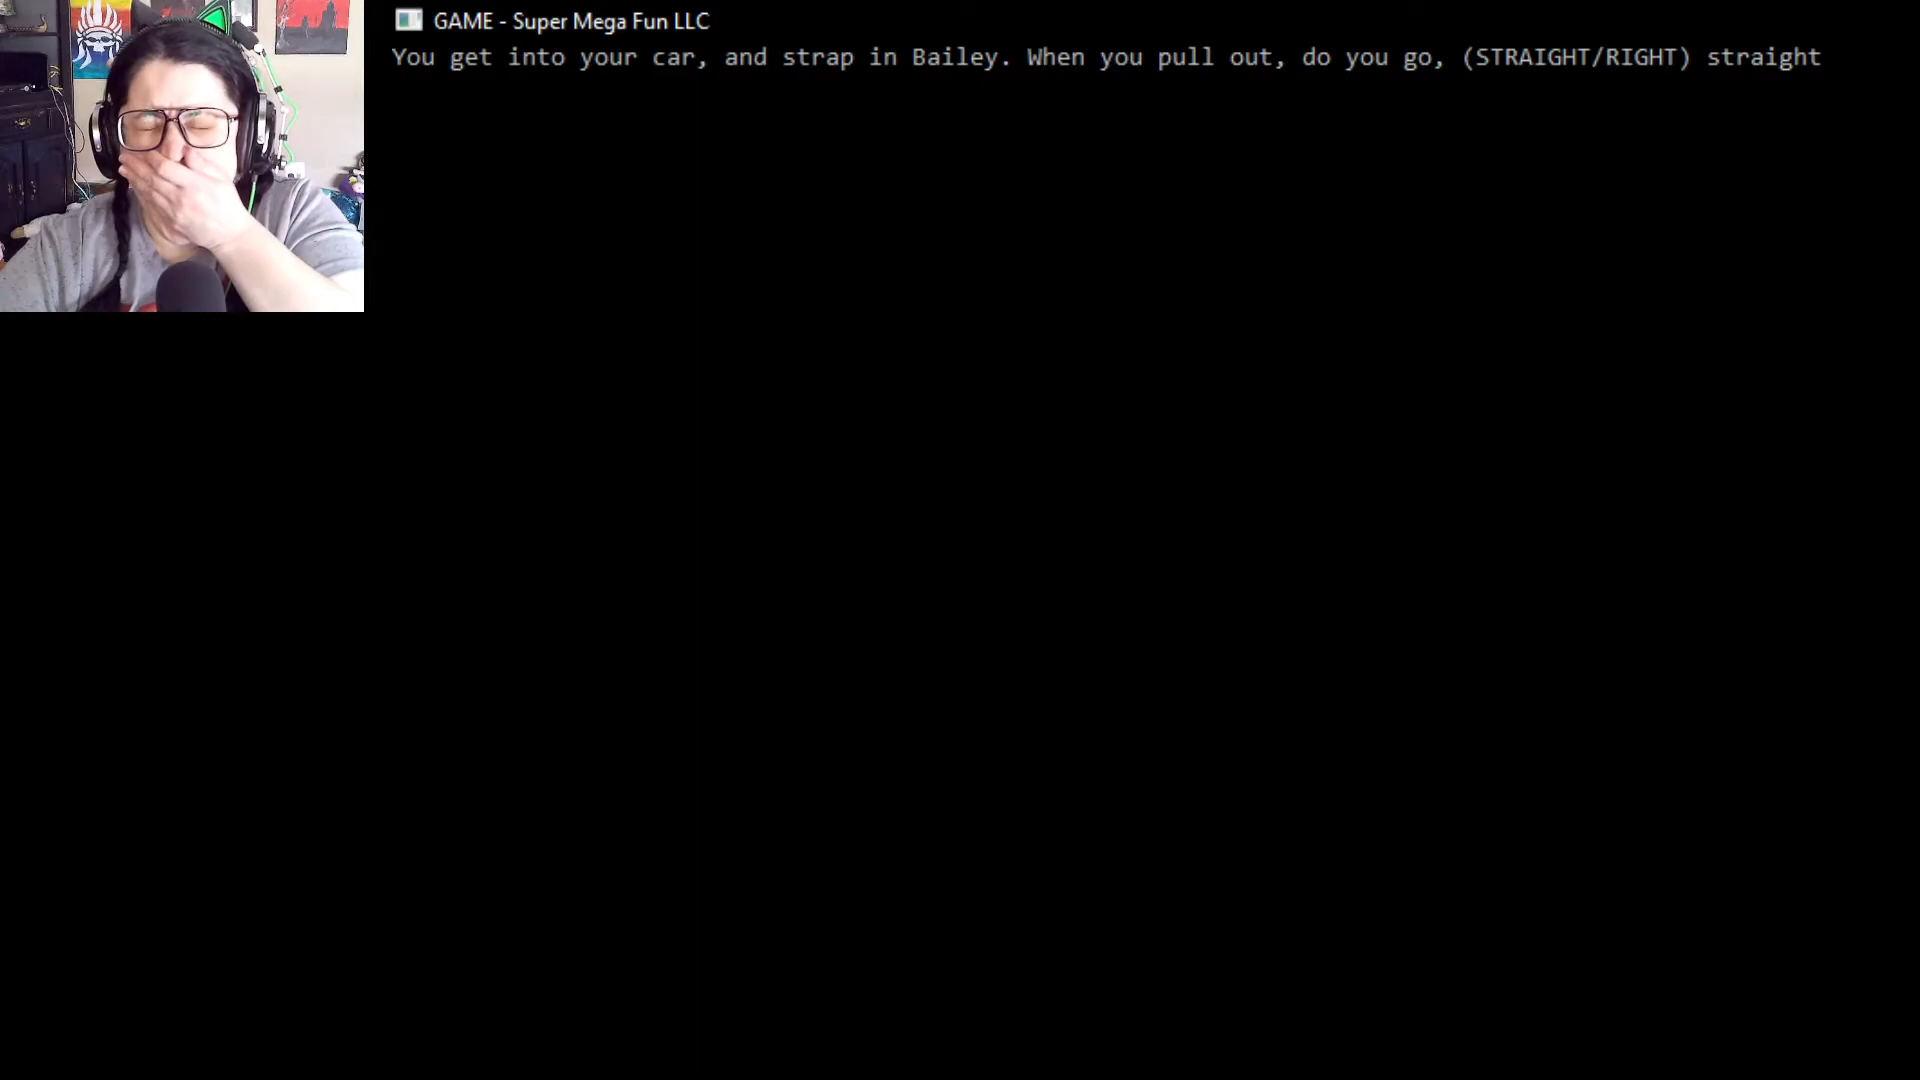 GAME - Super Mega Fun LLC
You get into your car, and strap in Bailey. When you pull out, do you go, (STRAIGHT/RIGHT) straight